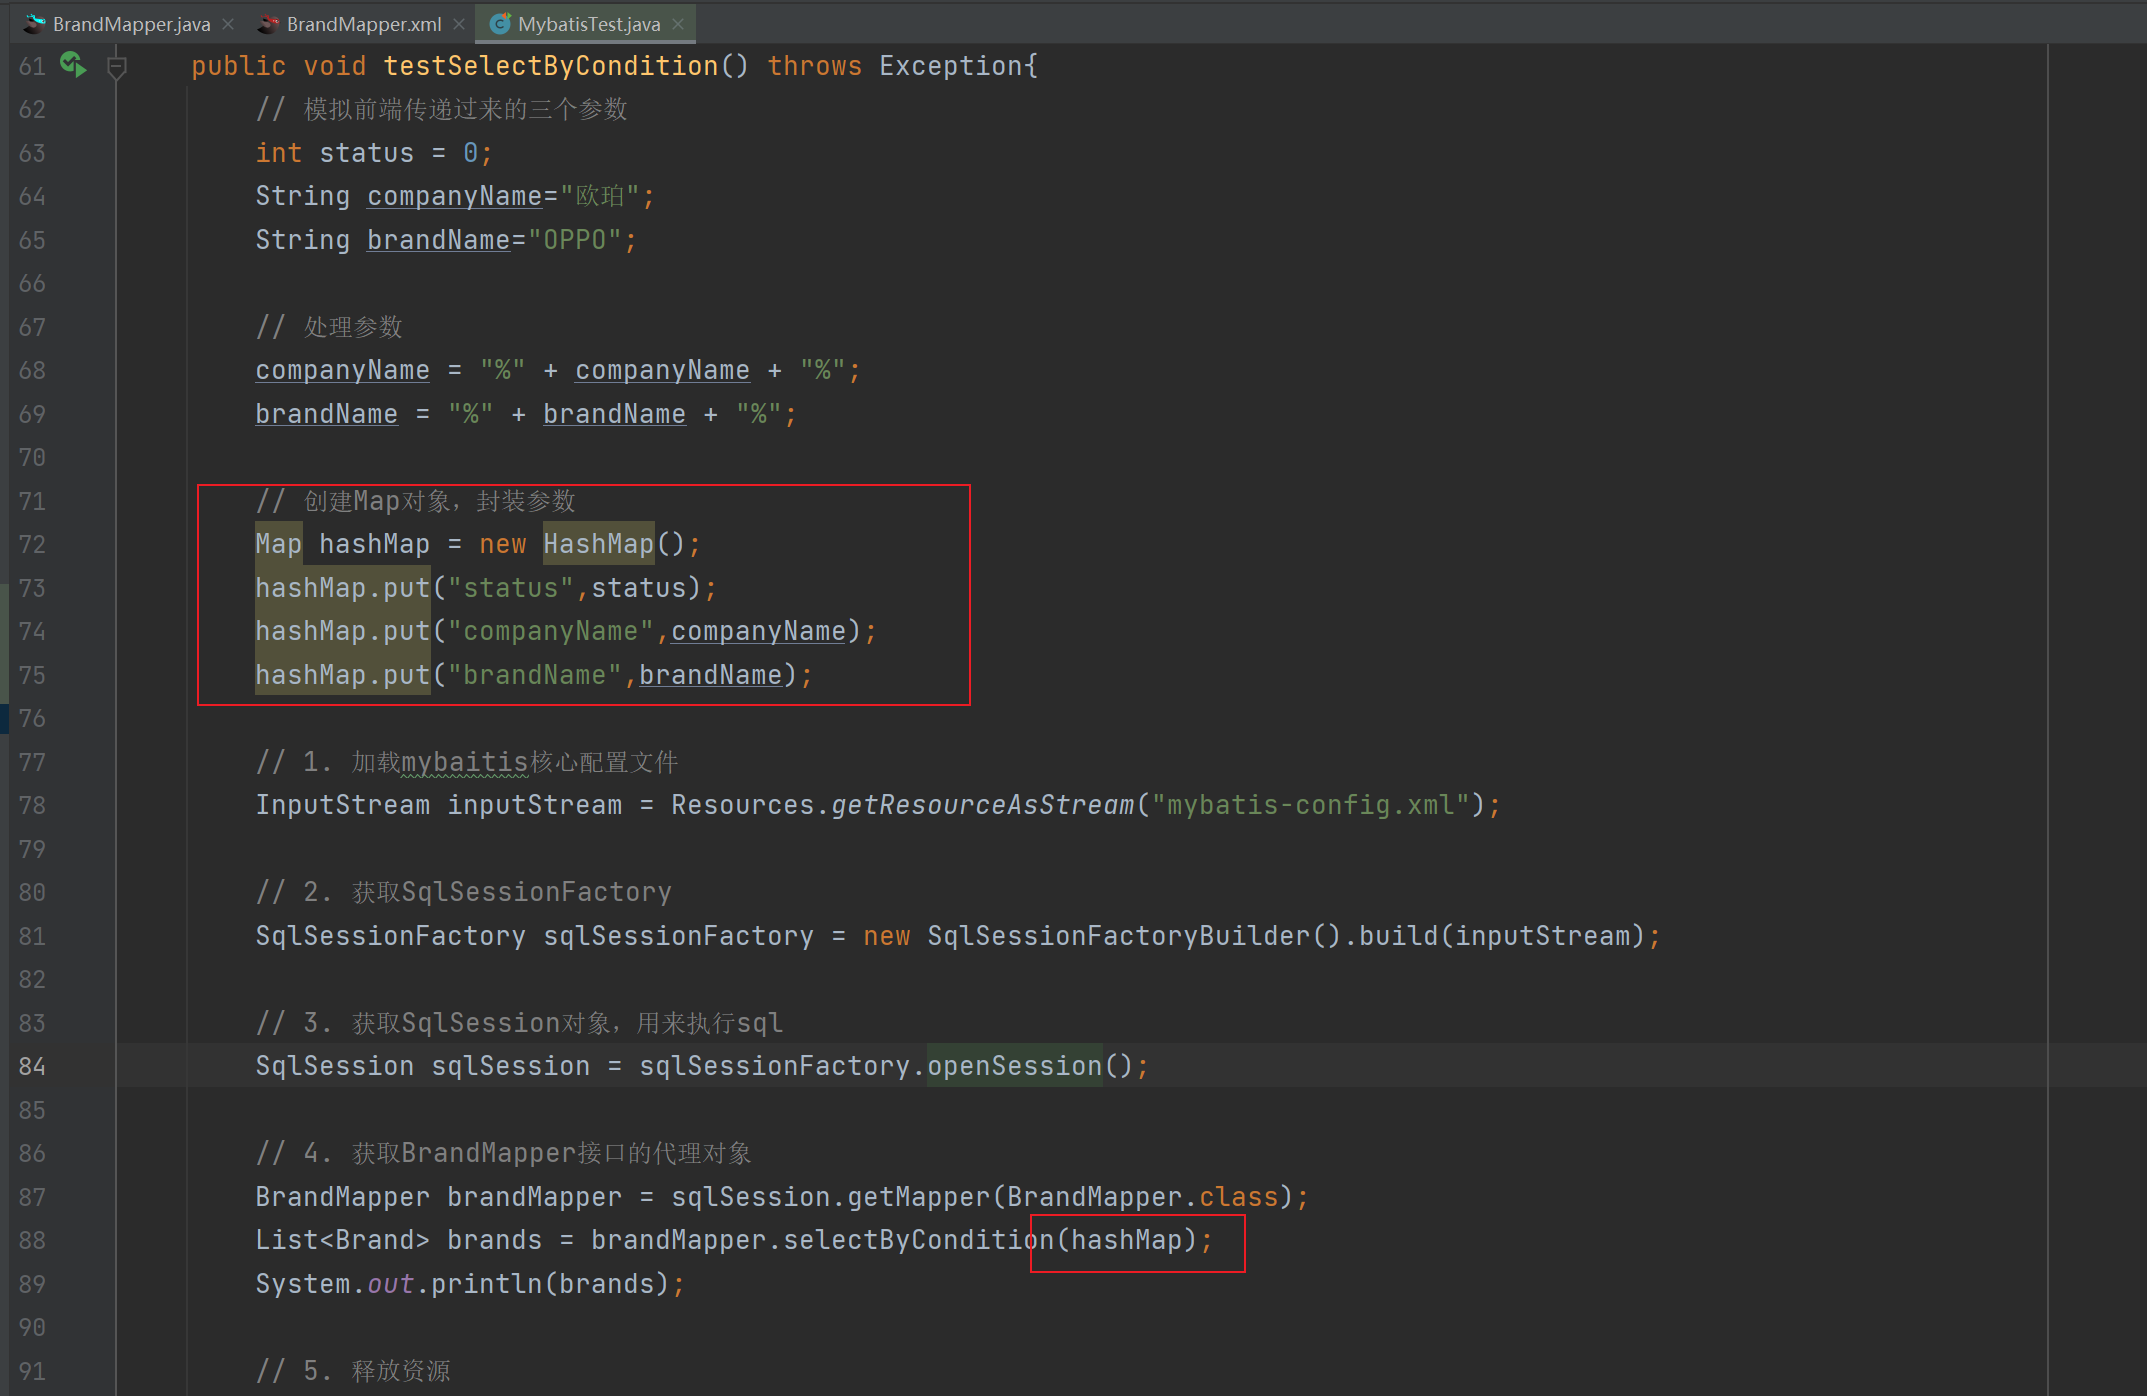 BrandMapper.java BrandMapper.xml MybatisTest.java
61 public void testSelectByCondition() throws Exception{
62 // 模拟前端传递过来的三个参数
63 int status = 0;
64 String companyName="欧珀";
65 String brandName="OPPO";
66
67 // 处理参数
68 companyName = "%" + companyName + "%";
69 brandName = "%" + brandName + "%";
70
71 // 创建Map对象，封装参数
72 Map hashMap = new HashMap();
73 hashMap.put("status",status);
74 hashMap.put("companyName",companyName);
75 hashMap.put("brandName",brandName);
76
77 // 1. 加载mybaitis核心配置文件
78 InputStream inputStream = Resources.getResourceAsStream("mybatis-config.xml");
79
80 // 2. 获取SqlSessionFactory
81 SqlSessionFactory sqlSessionFactory = new SqlSessionFactoryBuilder().build(inputStream);
82
83 // 3. 获取SqlSession对象，用来执行sql
84 SqlSession sqlSession = sqlSessionFactory.openSession();
85
86 // 4. 获取BrandMapper接口的代理对象
87 BrandMapper brandMapper = sqlSession.getMapper(BrandMapper.class);
88 List<Brand> brands = brandMapper.selectByCondition(hashMap);
89 System.out.println(brands);
90
91 // 5. 释放资源